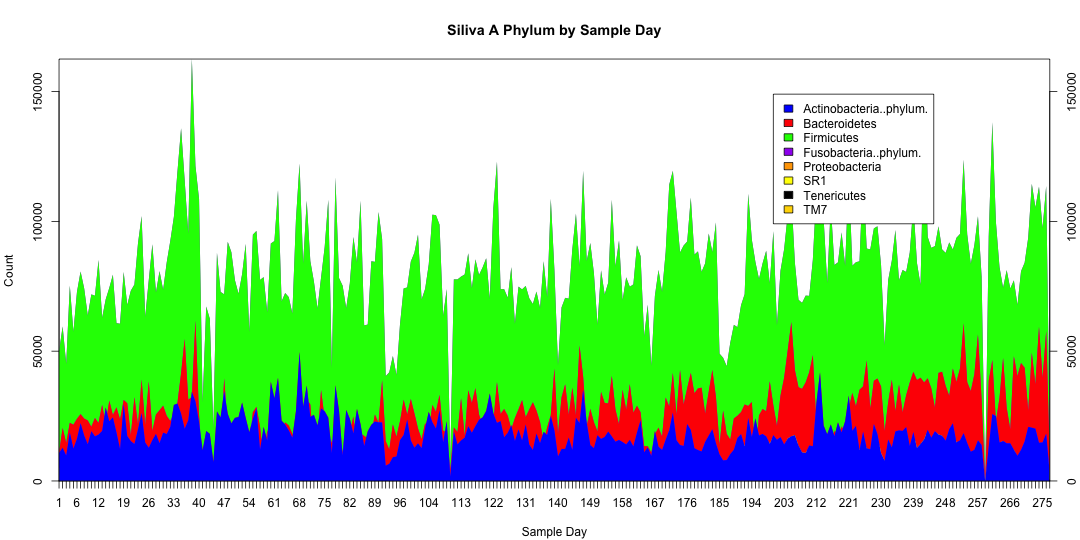 Siliva A Phylum by Sample Day
150000
100000
50000
0
Count
Actinobacteria..phylum.
Bacteroidetes
Firmicutes
Fusobacteria..phylum.
Proteobacteria
SR1
Tenericutes
TM7
150000
100000
50000
0
1 6 12 19 26 33 40 47 54 61 68 75 82 89 96 104 113 122 131 140 149 158 167 176 185 194 203 212 221 230 239 248 257 266 275
Sample Day